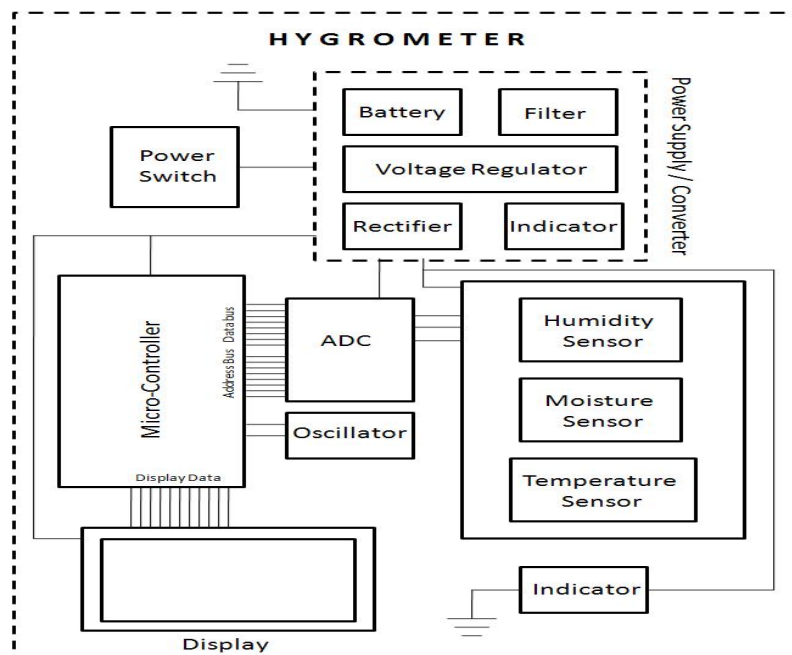 HYGROMETER
Battery
Filter
Power Supply / Converter
Power
Switch
Voltage Regulator
Rectifier
Indicator
Micro-Controller
Data bus
Address Bus
ADC
Humidity
Sensor
Moisture
Sensor
Oscillator
Temperature
Sensor
Display Data
Indicator
Display